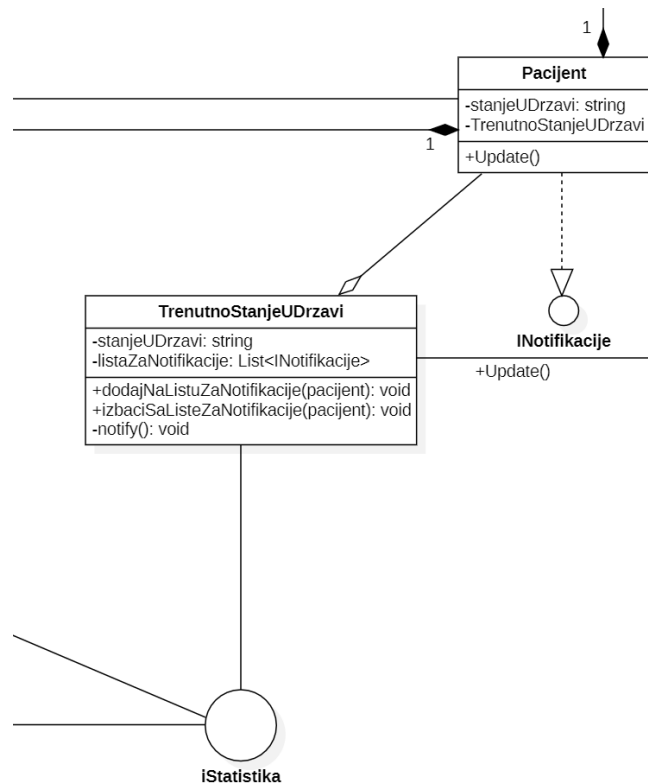 1
Pacijent
-stanjeUDrzavi: string
-TrenutnoStanjeUDrzavi
+Update()
1
TrenutnoStanjeUDrzavi
-stanjeUDrzavi: string
-listaZaNotifikacije: List<INotifikacije>
+dodajNaListuZaNotifikacije(pacijent): void
+izbaciSaListeZaNotifikacije(pacijent): void
-notify(): void
INotifikacije
+Update()
iStatistika